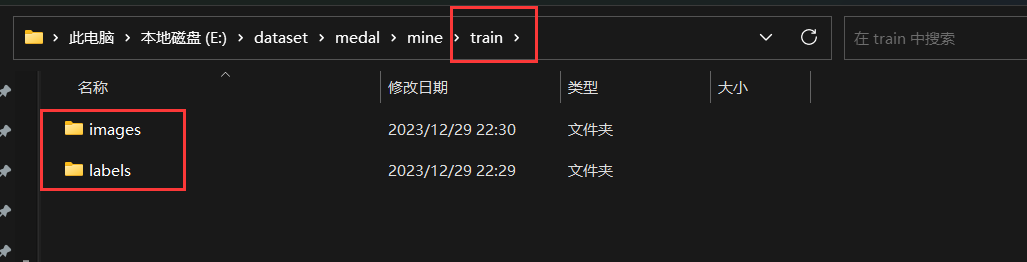 此电脑 › 本地磁盘 (E:) › dataset › medal › mine › train ›
在 train 中搜索
名称 修改日期 类型 大小
images 2023/12/29 22:30 文件夹
labels 2023/12/29 22:29 文件夹